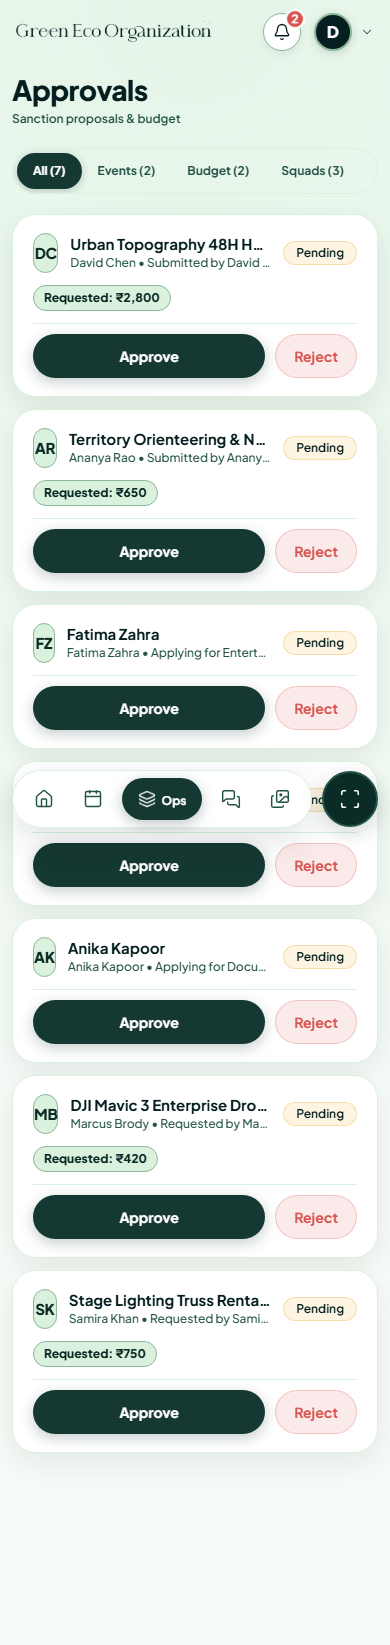 Green Eco Organization
2
D
Approvals
Sanction proposals & budget
All (7)
Events (2)
Budget (2)
Squads (3)
DC
Urban Topography 48H H...
Pending
David Chen • Submitted by David ...
Requested: ₹2,800
Approve
Reject
AR
Territory Orienteering & N...
Pending
Ananya Rao • Submitted by Anany...
Requested: ₹650
Approve
Reject
FZ
Fatima Zahra
Pending
Fatima Zahra • Applying for Entert...
Approve
Reject
Ops
Approve
Reject
AK
Anika Kapoor
Pending
Anika Kapoor • Applying for Docu...
Approve
Reject
MB
DJI Mavic 3 Enterprise Dro...
Pending
Marcus Brody • Requested by Ma...
Requested: ₹420
Approve
Reject
SK
Stage Lighting Truss Renta...
Pending
Samira Khan • Requested by Sami...
Requested: ₹750
Approve
Reject